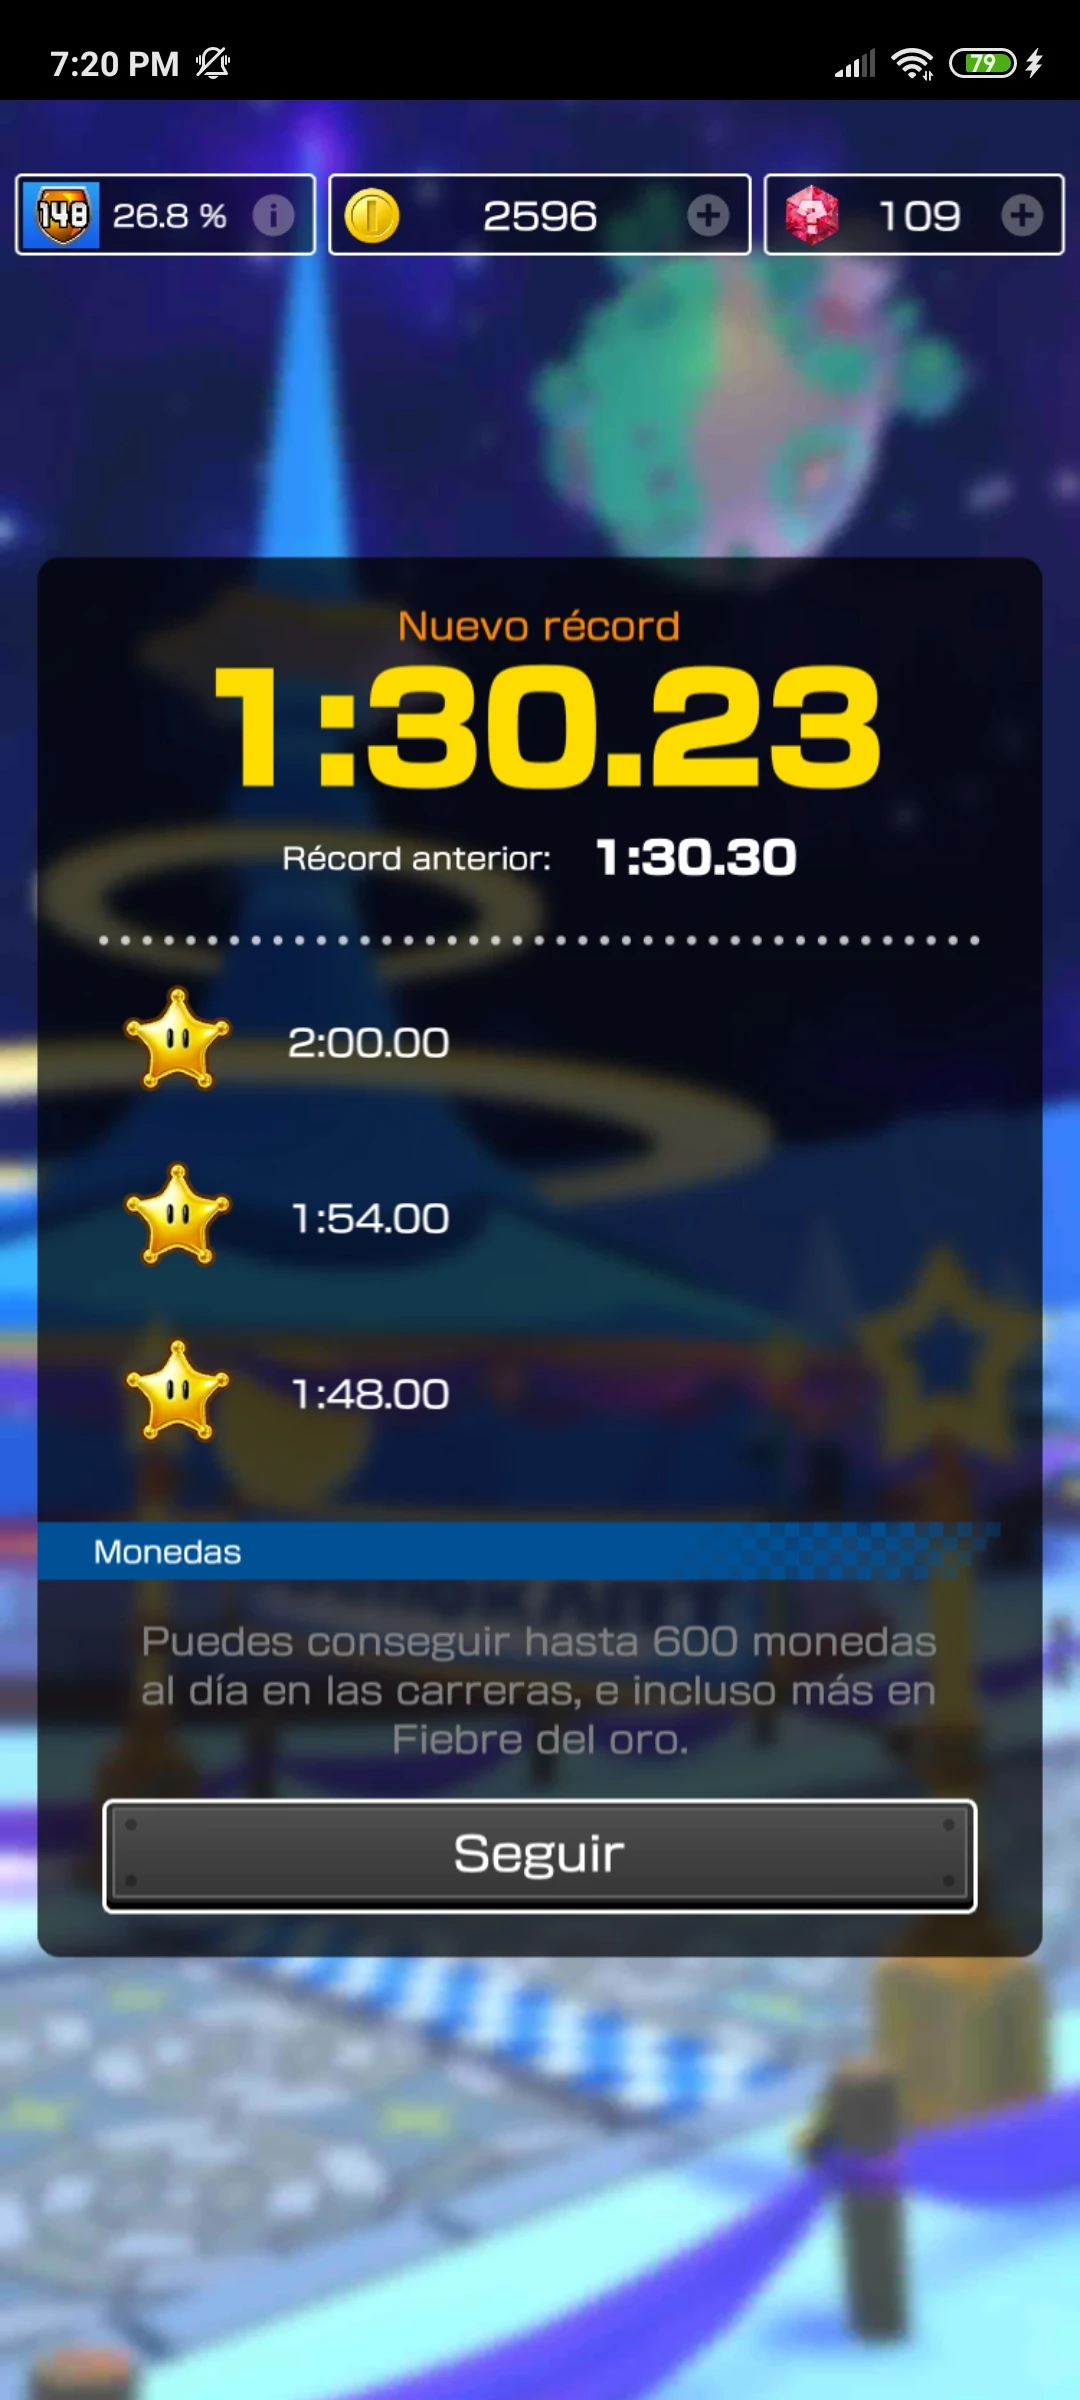 7:20 PM 79
148 26.8 % 2596 109
Nuevo récord
1:30.23
Récord anterior: 1:30.30
2:00.00
1:54.00
1:48.00
Monedas
Puedes conseguir hasta 600 monedas
al día en las carreras, e incluso más en
Fiebre del oro.
Seguir